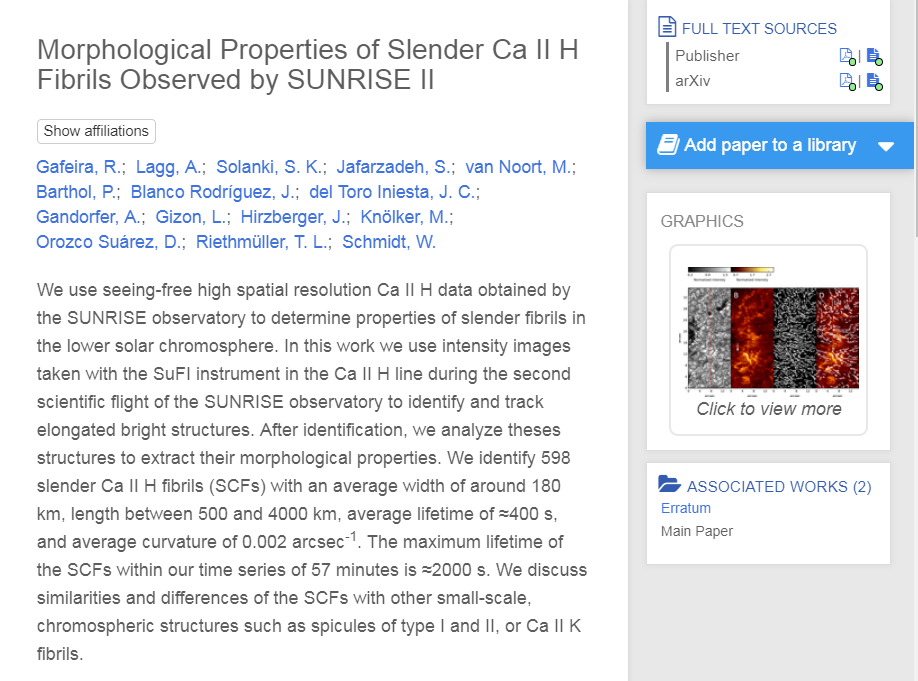 Morphological Properties of Slender Ca II H
Fibrils Observed by SUNRISE II
Show affiliations
Gafeira, R.; Lagg, A.; Solanki, S. K.; Jafarzadeh, S.; van Noort, M.;
Barthol, P.; Blanco Rodríguez, J.; del Toro Iniesta, J. C.;
Gandorfer, A.; Gizon, L.; Hirzberger, J.; Knölker, M.;
Orozco Suárez, D.; Riethmüller, T. L.; Schmidt, W.
We use seeing-free high spatial resolution Ca II H data obtained by
the SUNRISE observatory to determine properties of slender fibrils in
the lower solar chromosphere. In this work we use intensity images
taken with the SuFI instrument in the Ca II H line during the second
scientific flight of the SUNRISE observatory to identify and track
elongated bright structures. After identification, we analyze theses
structures to extract their morphological properties. We identify 598
slender Ca II H fibrils (SCFs) with an average width of around 180
km, length between 500 and 4000 km, average lifetime of ≈400 s,
and average curvature of 0.002 arcsec-1. The maximum lifetime of
the SCFs within our time series of 57 minutes is ≈2000 s. We discuss
similarities and differences of the SCFs with other small-scale,
chromospheric structures such as spicules of type I and II, or Ca II K
fibrils.
FULL TEXT SOURCES
Publisher
arXiv
Add paper to a library
GRAPHICS
Click to view more
ASSOCIATED WORKS (2)
Erratum
Main Paper